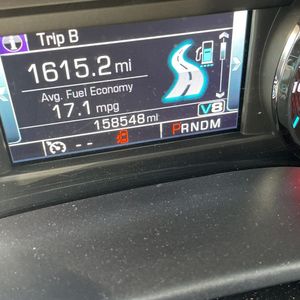 Trip B
1615.2 mi
Avg. Fuel Economy
17.1 mpg
V8
158548 mi
-- PRNDM